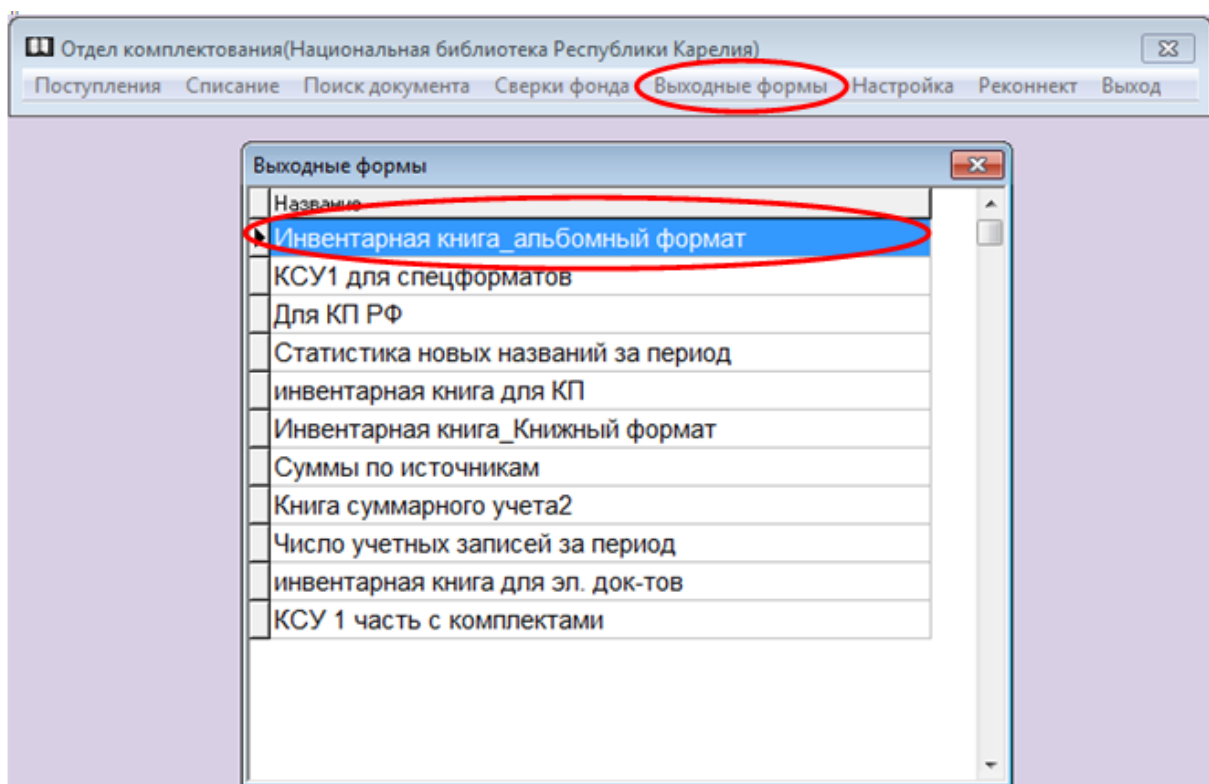 Отдел комплектования(Национальная библиотека Республики Карелия)
Поступления Списание Поиск документа Сверки фонда Выходные формы Настройка Реконнект Выход
Выходные формы
Название
Инвентарная книга_альбомный формат
КСУ1 для спецформатов
Для КП РФ
Статистика новых названий за период
инвентарная книга для КП
Инвентарная книга_Книжный формат
Суммы по источникам
Книга суммарного учета2
Число учетных записей за период
инвентарная книга для эл. док-тов
КСУ 1 часть с комплектами